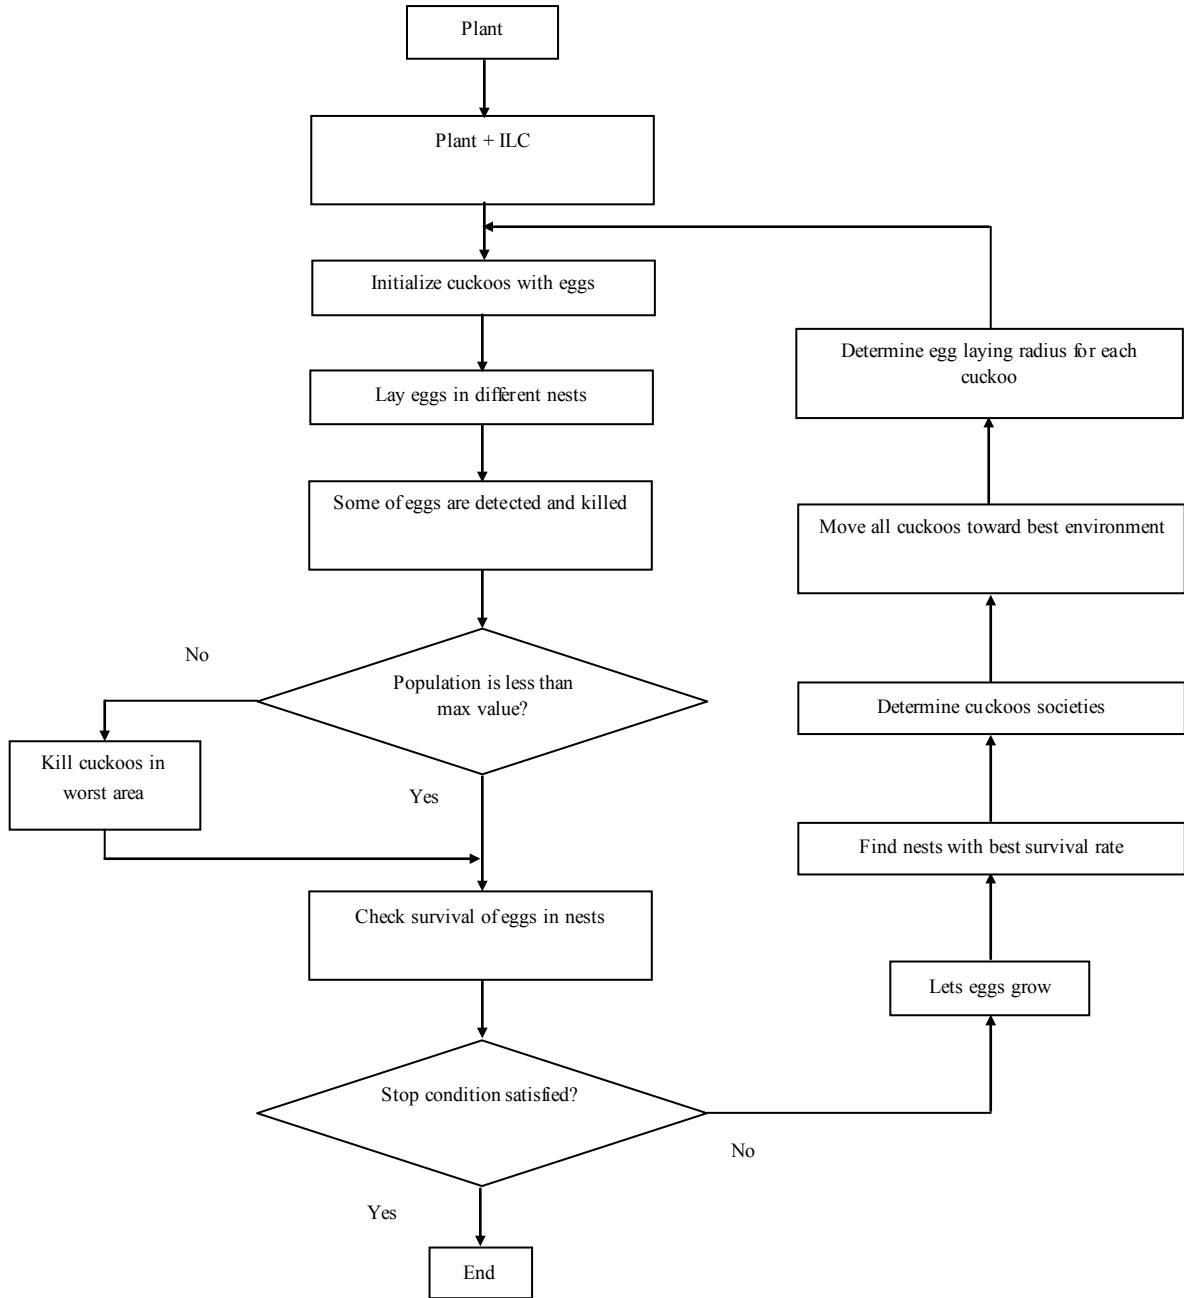 Plant
Plant + ILC
Initialize cuckoos with eggs
Lay eggs in different nests
Some of eggs are detected and killed
No
Population is less than
max value?
Kill cuckoos in
worst area
Yes
Check survival of eggs in nests
Stop condition satisfied?
No
Yes
End
Lets eggs grow
Find nests with best survival rate
Determine cuckoos societies
Move all cuckoos toward best environment
Determine egg laying radius for each
cuckoo